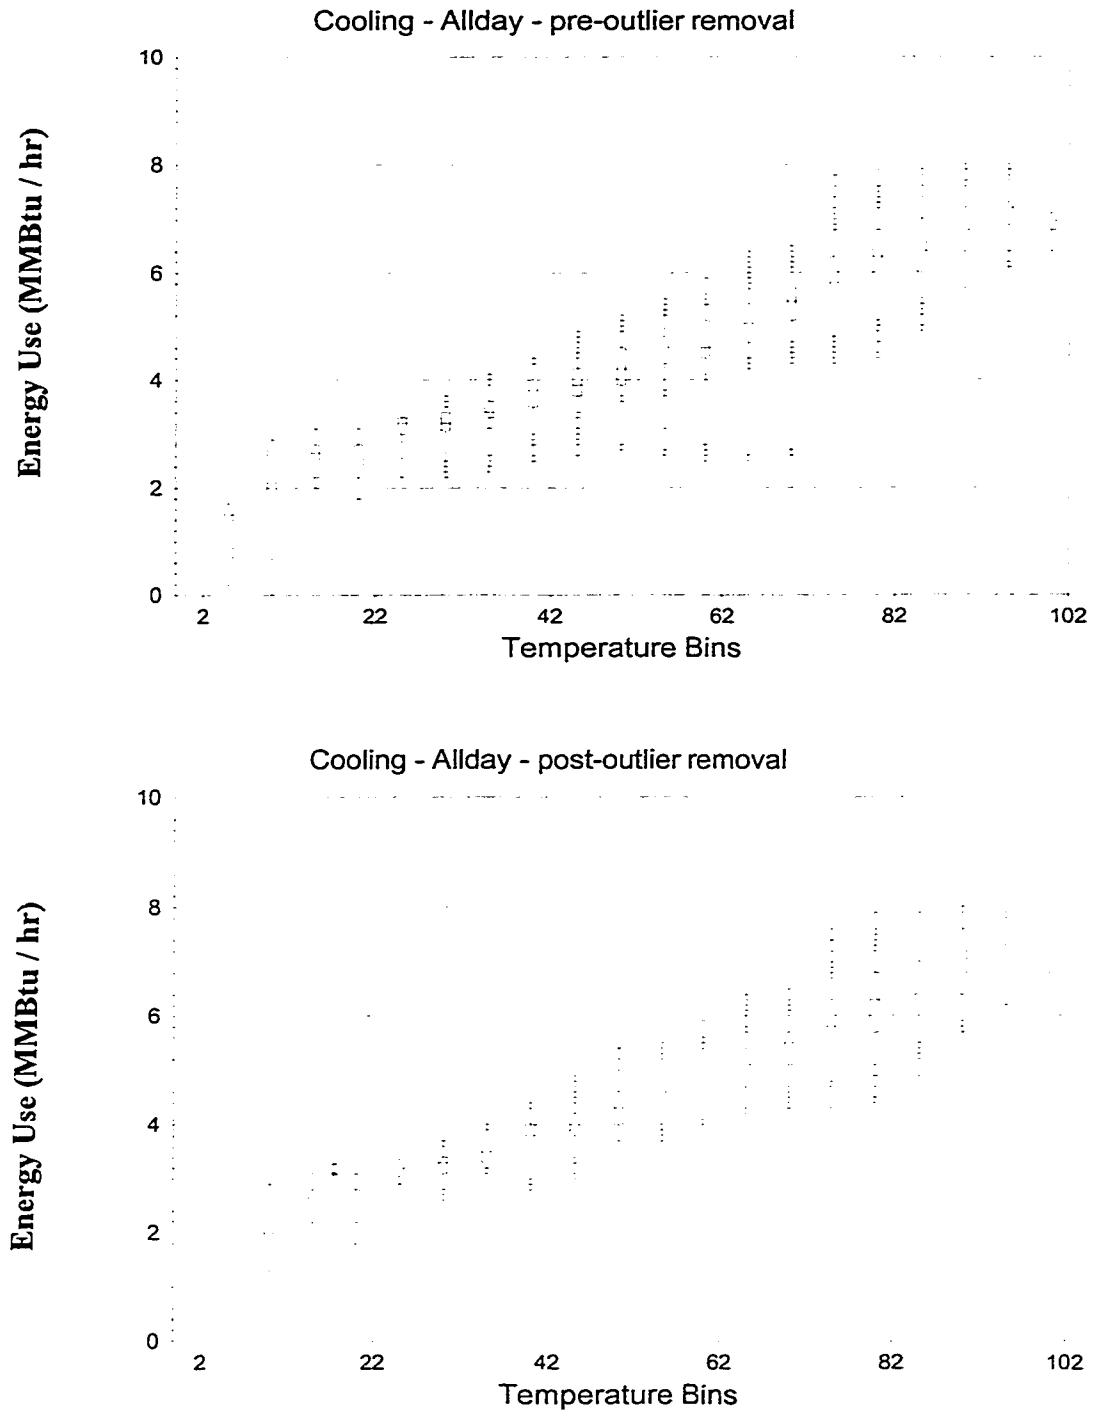 Cooling - Allday - pre-outlier removal
Energy Use (MMBtu / hr)
10
8
6
4
2
0
2 22 42 62 82 102
Temperature Bins
Cooling - Allday - post-outlier removal
Energy Use (MMBtu / hr)
10
8
6
4
2
0
2 22 42 62 82 102
Temperature Bins